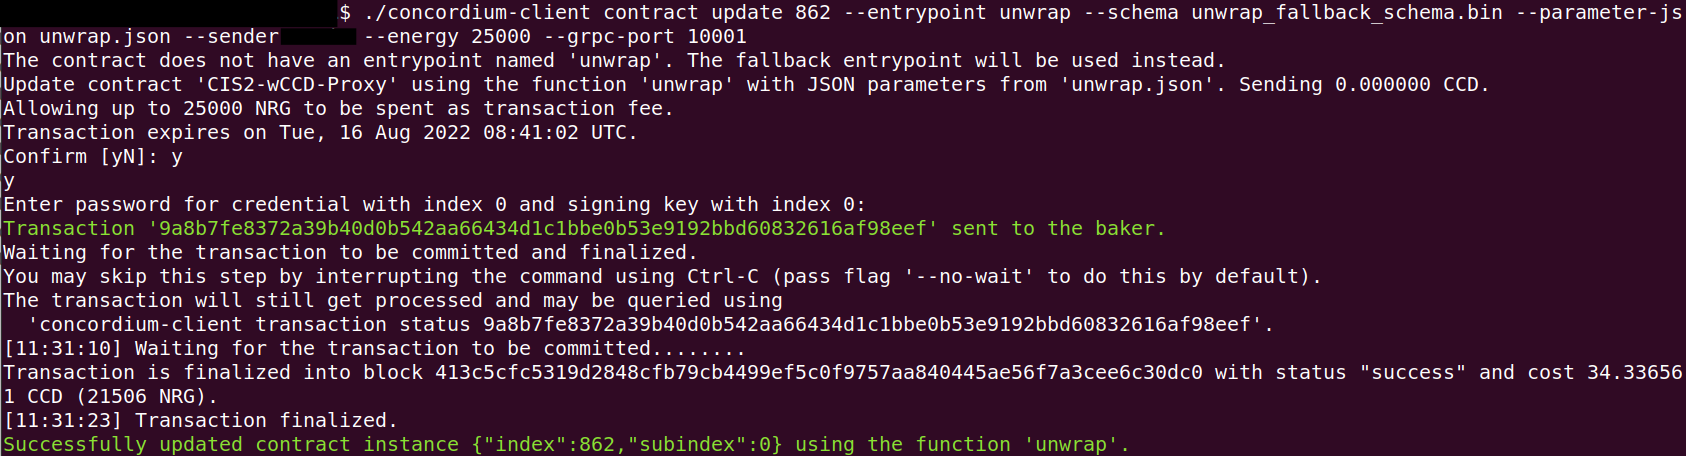 $ ./concordium-client contract update 862 --entrypoint unwrap --schema unwrap_fallback_schema.bin --parameter-js
on unwrap.json --sender --energy 25000 --grpc-port 10001
The contract does not have an entrypoint named 'unwrap'. The fallback entrypoint will be used instead.
Update contract 'CIS2-wCCD-Proxy' using the function 'unwrap' with JSON parameters from 'unwrap.json'. Sending 0.000000 CCD.
Allowing up to 25000 NRG to be spent as transaction fee.
Transaction expires on Tue, 16 Aug 2022 08:41:02 UTC.
Confirm [yN]: y
y
Enter password for credential with index 0 and signing key with index 0:
Transaction '9a8b7fe8372a39b40d0b542aa66434d1c1bbe0b53e9192bbd60832616af98eef' sent to the baker.
Waiting for the transaction to be committed and finalized.
You may skip this step by interrupting the command using Ctrl-C (pass flag '--no-wait' to do this by default).
The transaction will still get processed and may be queried using
  'concordium-client transaction status 9a8b7fe8372a39b40d0b542aa66434d1c1bbe0b53e9192bbd60832616af98eef'.
[11:31:10] Waiting for the transaction to be committed........
Transaction is finalized into block 413c5cfc5319d2848cfb79cb4499ef5c0f9757aa840445ae56f7a3cee6c30dc0 with status "success" and cost 34.33656
1 CCD (21506 NRG).
[11:31:23] Transaction finalized.
Successfully updated contract instance {"index":862,"subindex":0} using the function 'unwrap'.